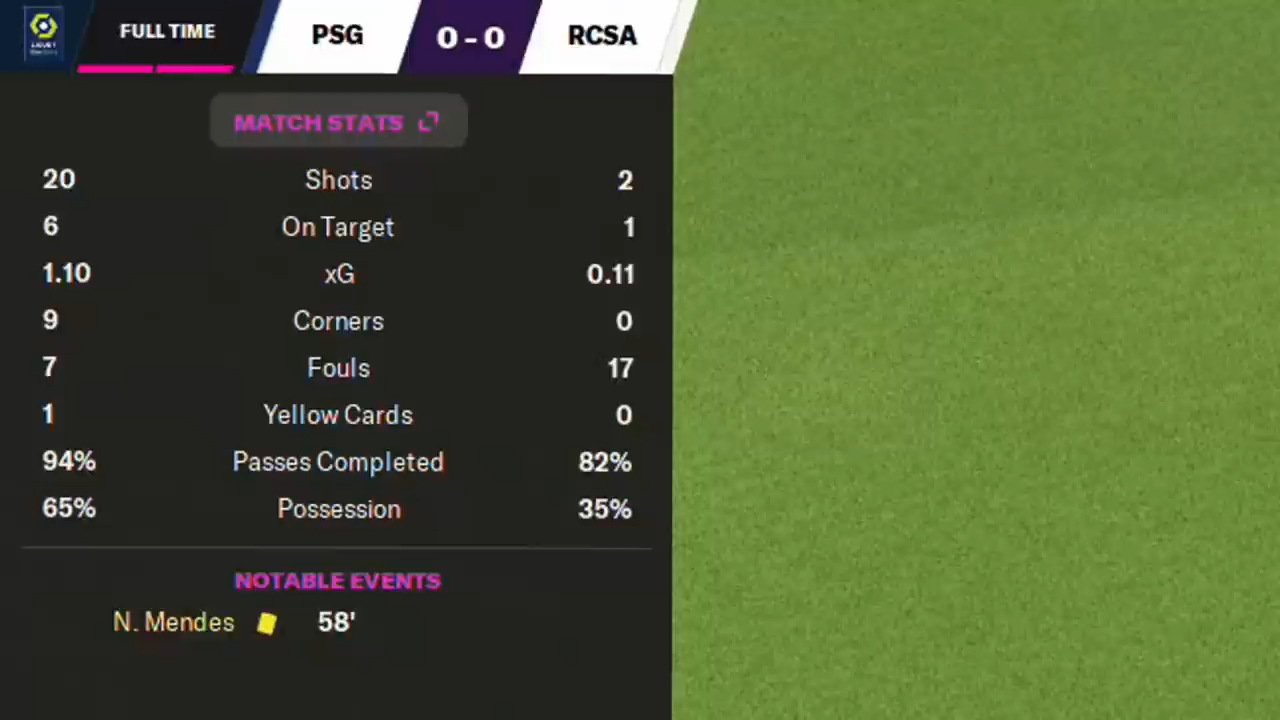 FULL TIME PSG 0 - 0 RCSA
MATCH STATS
20 Shots 2
6 On Target 1
1.10 xG 0.11
9 Corners 0
7 Fouls 17
1 Yellow Cards 0
94% Passes Completed 82%
65% Possession 35%
NOTABLE EVENTS
N. Mendes 58'